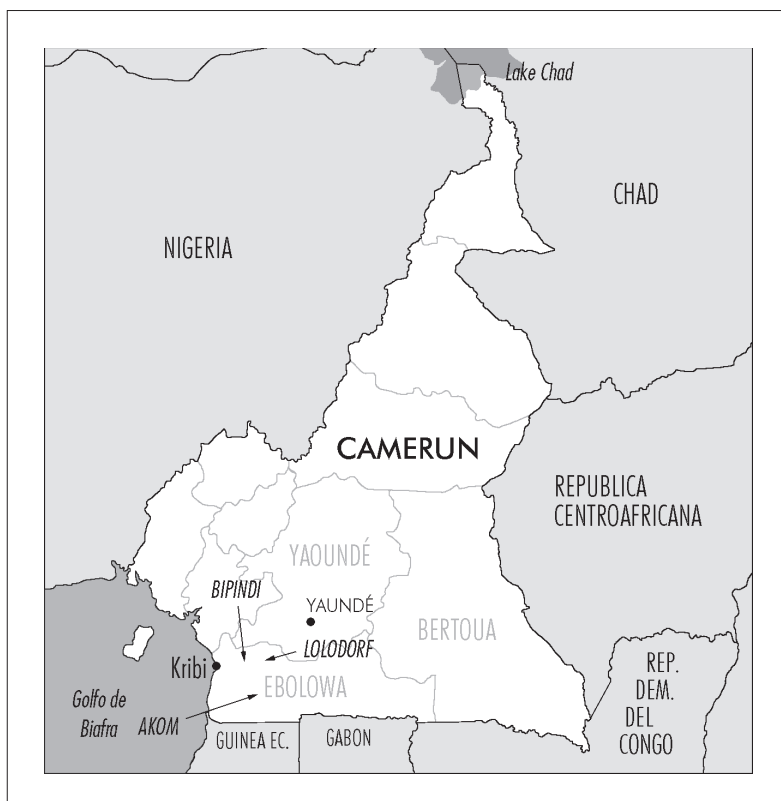 Lake Chad
CHAD
NIGERIA
CAMERUN
REPUBLICA
CENTROAFRICANA
YAOUNDÉ
BIPINDI
YAUNDÉ
BERTOUA
LOLODORF
Kribi
EBOLOWA
REP.
DEM.
DEL
CONGO
Golfo de
Biafra
AKOM
GUINEA EC.
GABON